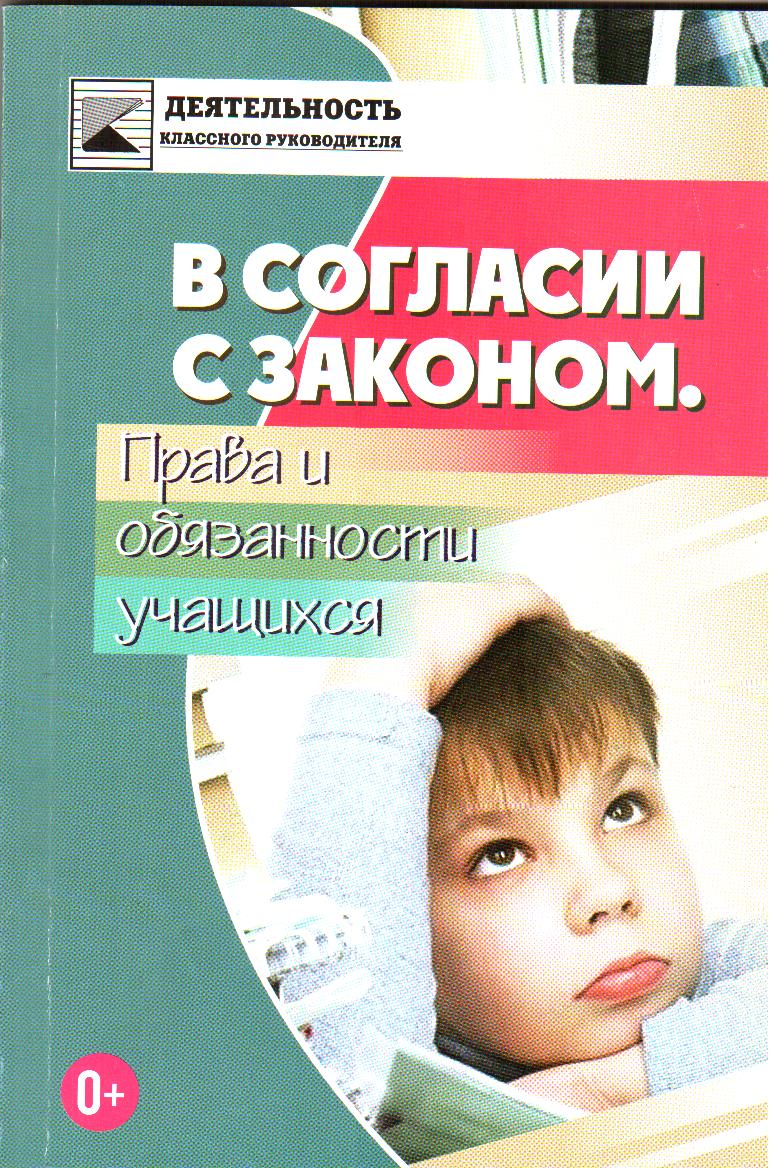 ДЕЯТЕЛЬНОСТЬ
КЛАССНОГО РУКОВОДИТЕЛЯ
В СОГЛАСИИ
С ЗАКОНОМ.
Права и
обязанности
учащихся
0+